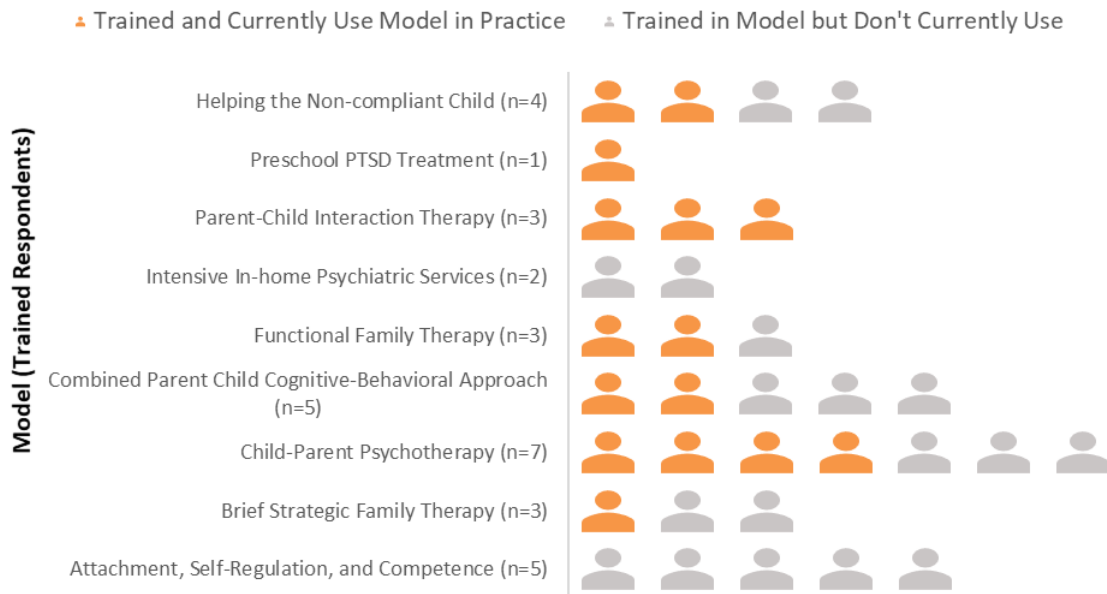 Trained and Currently Use Model in Practice
Trained in Model but Don't Currently Use
Model (Trained Respondents)
Helping the Non-compliant Child (n=4)
Preschool PTSD Treatment (n=1)
Parent-Child Interaction Therapy (n=3)
Intensive In-home Psychiatric Services (n=2)
Functional Family Therapy (n=3)
Combined Parent Child Cognitive-Behavioral Approach
(n=5)
Child-Parent Psychotherapy (n=7)
Brief Strategic Family Therapy (n=3)
Attachment, Self-Regulation, and Competence (n=5)